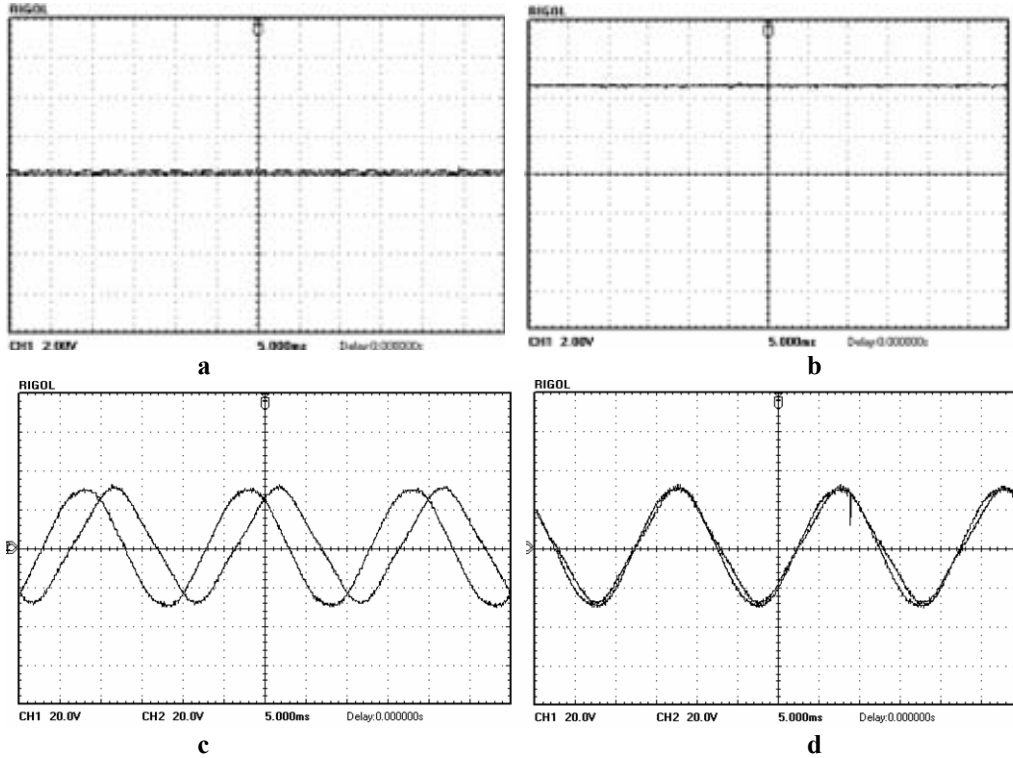 RIGOL
CH1 2.00V 5.000ms Delay:0.000000s
a
CH1 2.00V 5.000ms Delay:0.000000s
b
RIGOL
CH1 20.0V CH2 20.0V 5.000ms Delay:0.000000s
c
RIGOL
CH1 20.0V CH2 20.0V 5.000ms Delay:0.000000s
d